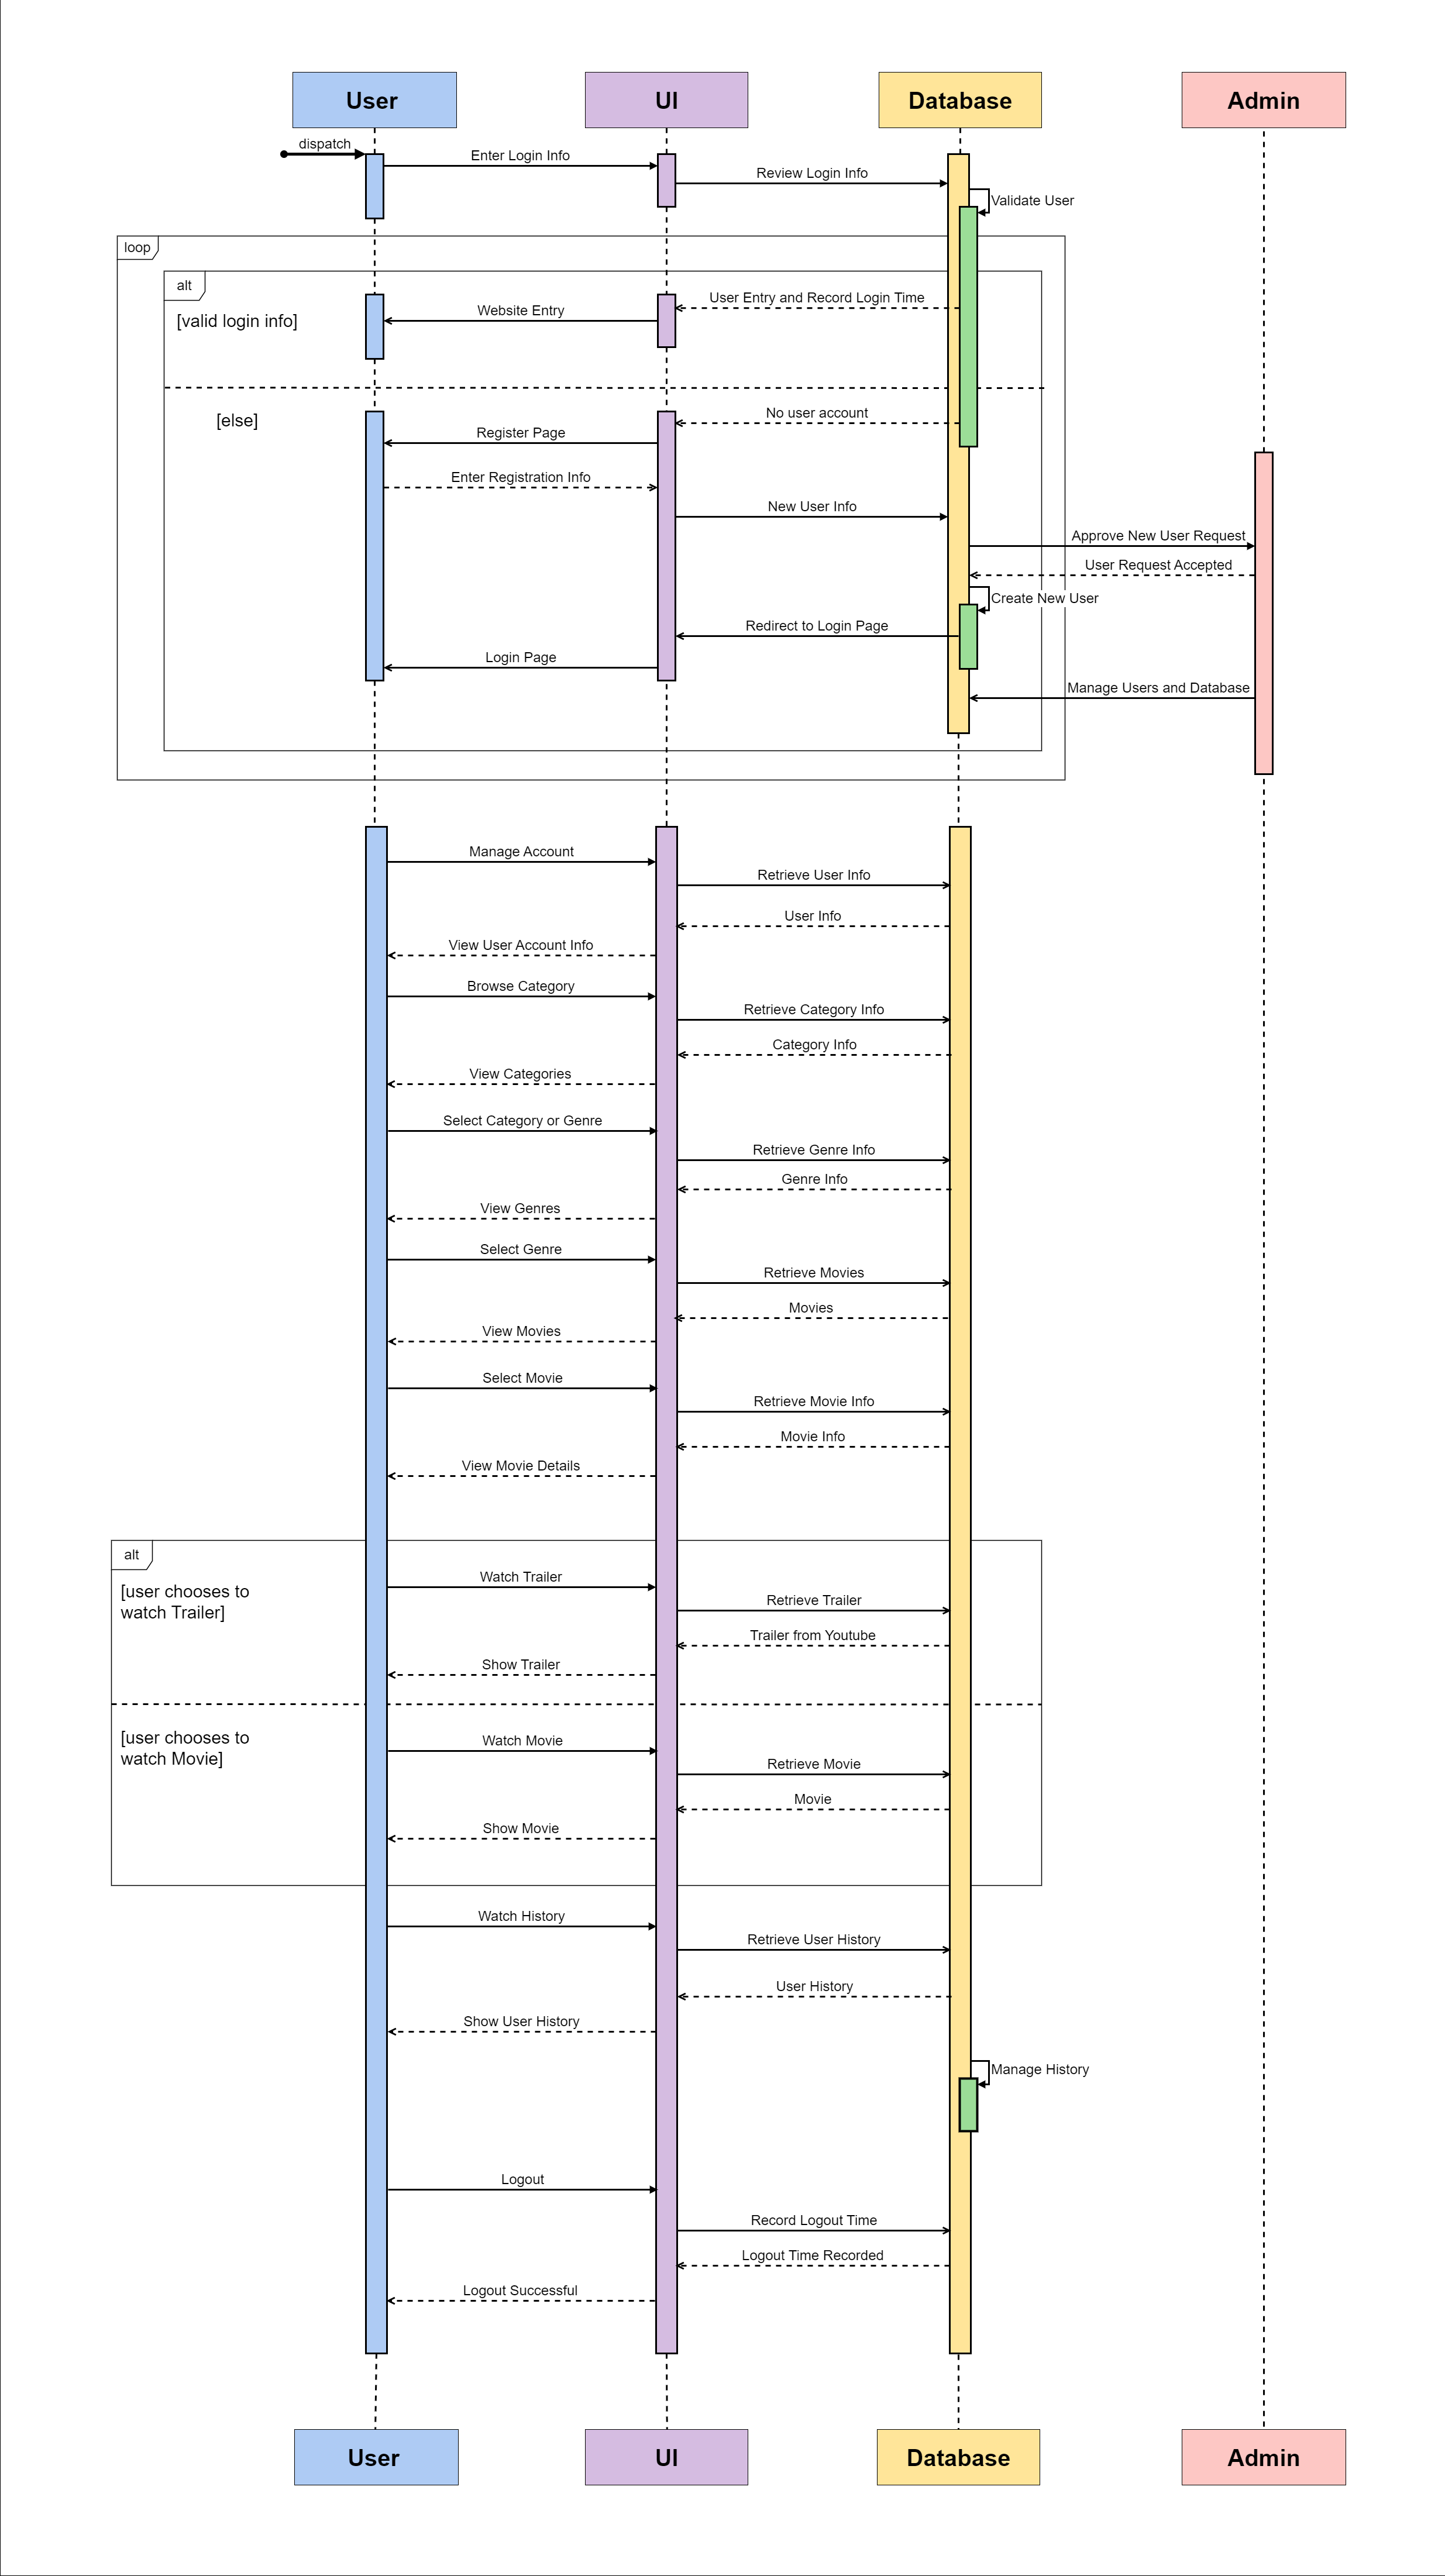 User
UI
Database
Admin
dispatch
Enter Login Info
Review Login Info
Validate User
loop
alt
User Entry and Record Login Time
Website Entry
[valid login info]
No user account
[else]
Register Page
Enter Registration Info
New User Info
Approve New User Request
User Request Accepted
Create New User
Redirect to Login Page
Login Page
Manage Users and Database
Manage Account
Retrieve User Info
User Info
View User Account Info
Browse Category
Retrieve Category Info
Category Info
View Categories
Select Category or Genre
Retrieve Genre Info
Genre Info
View Genres
Select Genre
Retrieve Movies
Movies
View Movies
Select Movie
Retrieve Movie Info
Movie Info
View Movie Details
alt
Watch Trailer
[user chooses to
watch Trailer]
Retrieve Trailer
Trailer from Youtube
Show Trailer
[user chooses to
watch Movie]
Watch Movie
Retrieve Movie
Movie
Show Movie
Watch History
Retrieve User History
User History
Show User History
Manage History
Logout
Record Logout Time
Logout Time Recorded
Logout Successful
User
UI
Database
Admin